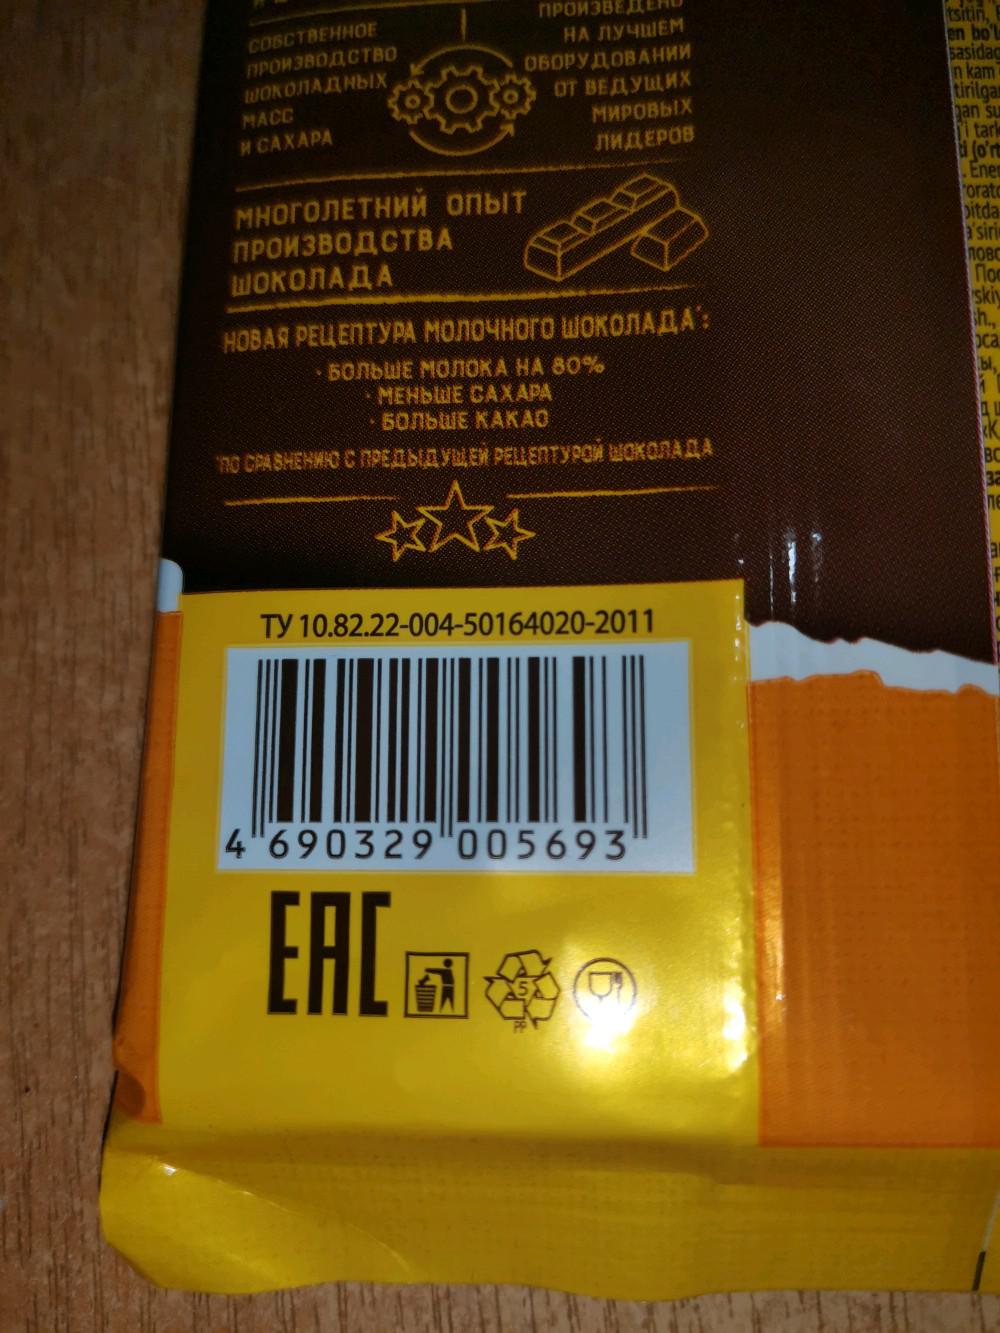 СОБСТВЕННОЕ
ПРОИЗВОДСТВО
ШОКОЛАДНЫХ
МАСС
И САХАРА
ПРОИЗВЕДЕНО
НА ЛУЧШЕМ
ОБОРУДОВАНИИ
ОТ ВЕДУЩИХ
МИРОВЫХ
ЛИДЕРОВ
МНОГОЛЕТНИЙ ОПЫТ
ПРОИЗВОДСТВА
ШОКОЛАДА
НОВАЯ РЕЦЕПТУРА МОЛОЧНОГО ШОКОЛАДА*:
· БОЛЬШЕ МОЛОКА НА 80%
· МЕНЬШЕ САХАРА
· БОЛЬШЕ КАКАО
*ПО СРАВНЕНИЮ С ПРЕДЫДУЩЕЙ РЕЦЕПТУРОЙ ШОКОЛАДА
ТУ 10.82.22-004-50164020-2011
4 690329 005693
EAC
5
PP